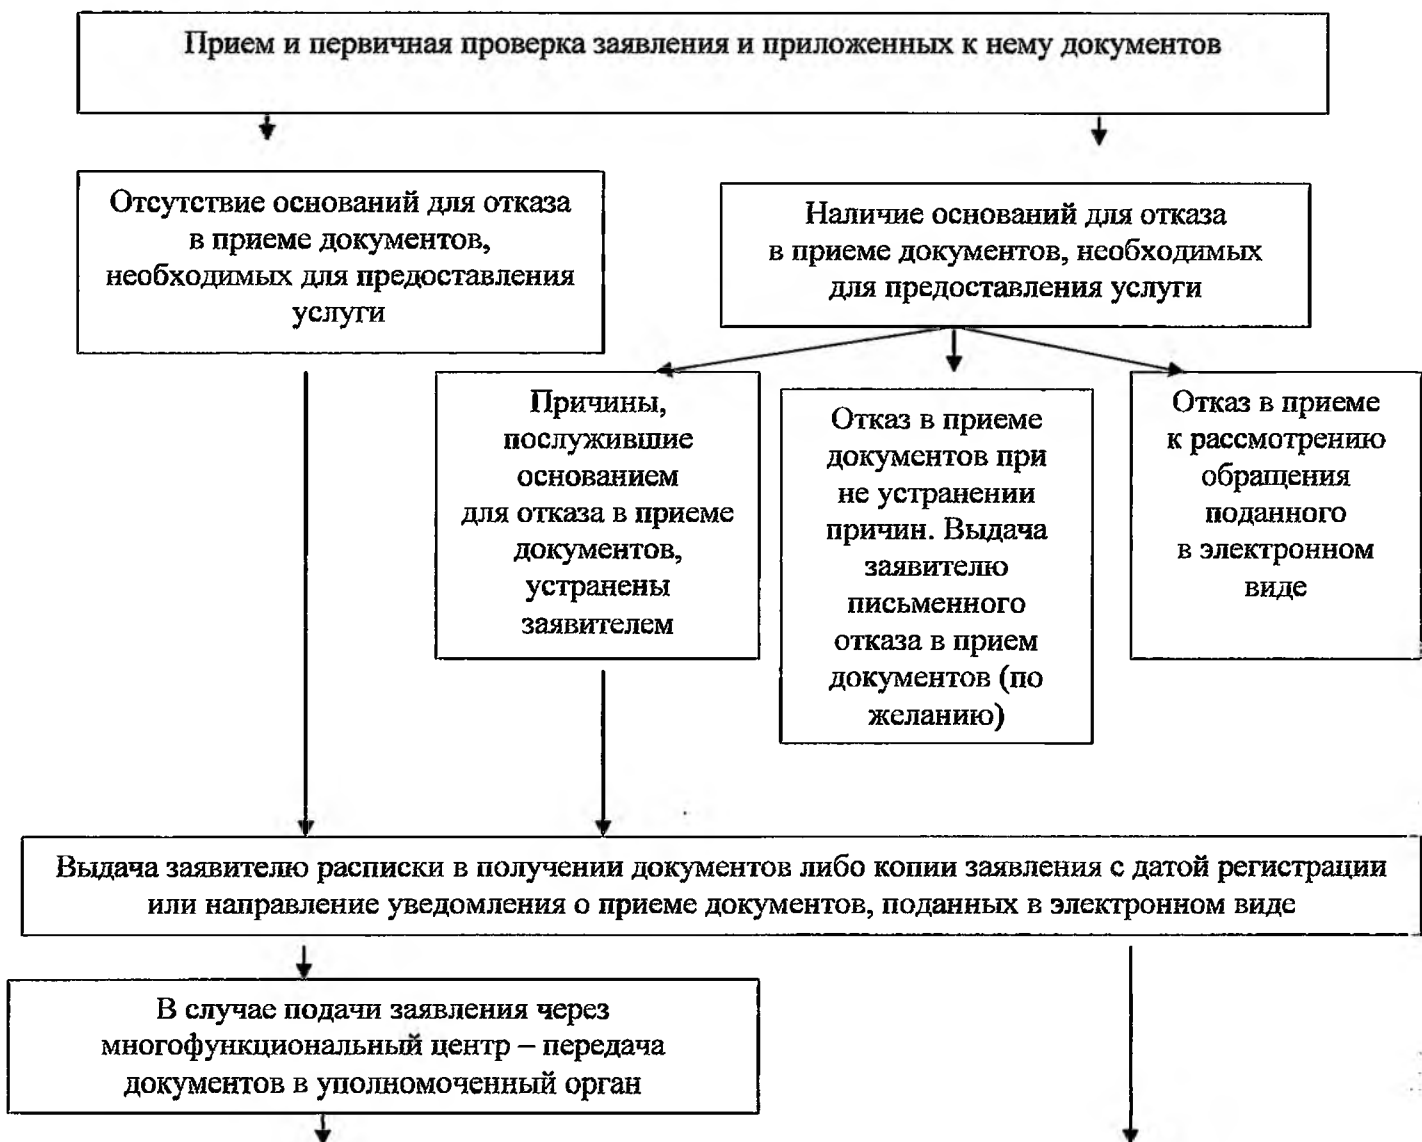 Прием и первичная проверка заявления и приложенных к нему документов
Отсутствие оснований для отказа
в приеме документов,
необходимых для предоставления
услуги
Наличие оснований для отказа
в приеме документов, необходимых
для предоставления услуги
Причины,
послужившие
основанием
для отказа в приеме
документов,
устранены
заявителем
Отказ в приеме
документов при
не устранении
причин. Выдача
заявителю
письменного
отказа в прием
документов (по
желанию)
Отказ в приеме
к рассмотрению
обращения
поданного
в электронном
виде
Выдача заявителю расписки в получении документов либо копии заявления с датой регистрации
или направление уведомления о приеме документов, поданных в электронном виде
В случае подачи заявления через
многофункциональный центр – передача
документов в уполномоченный орган